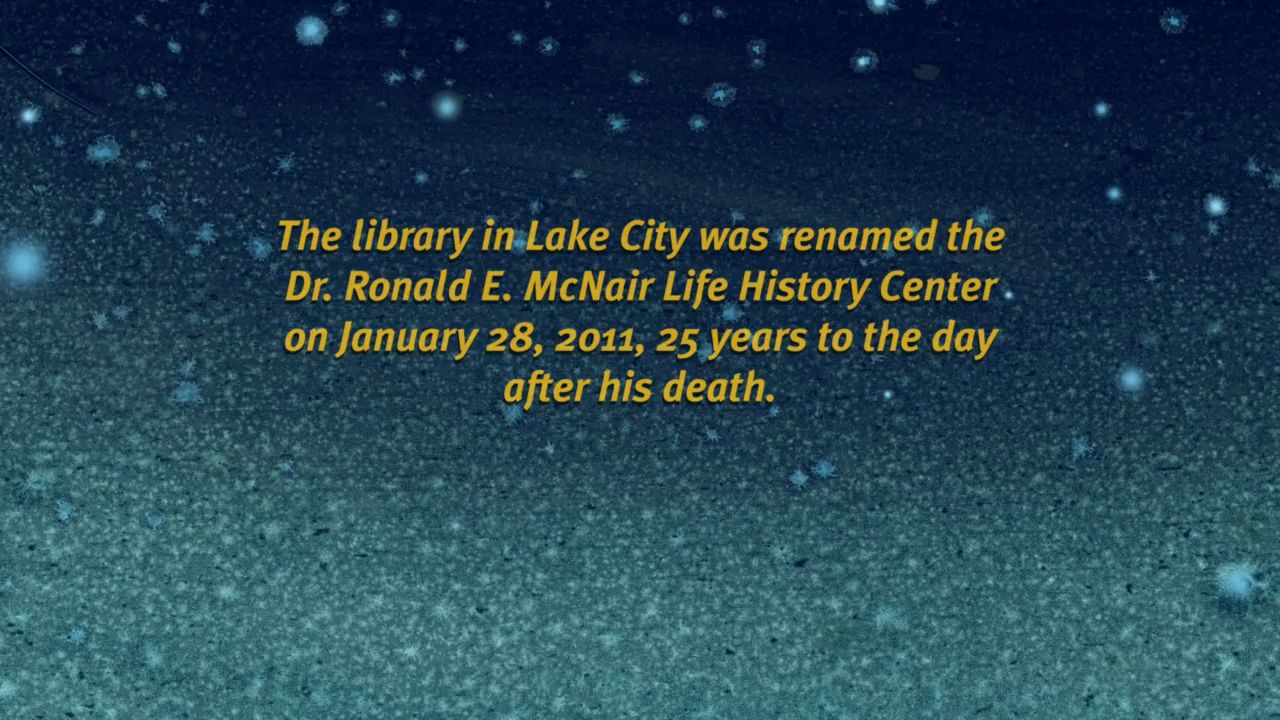 The library in Lake City was renamed the
Dr. Ronald E. McNair Life History Center
on January 28, 2011, 25 years to the day
after his death.